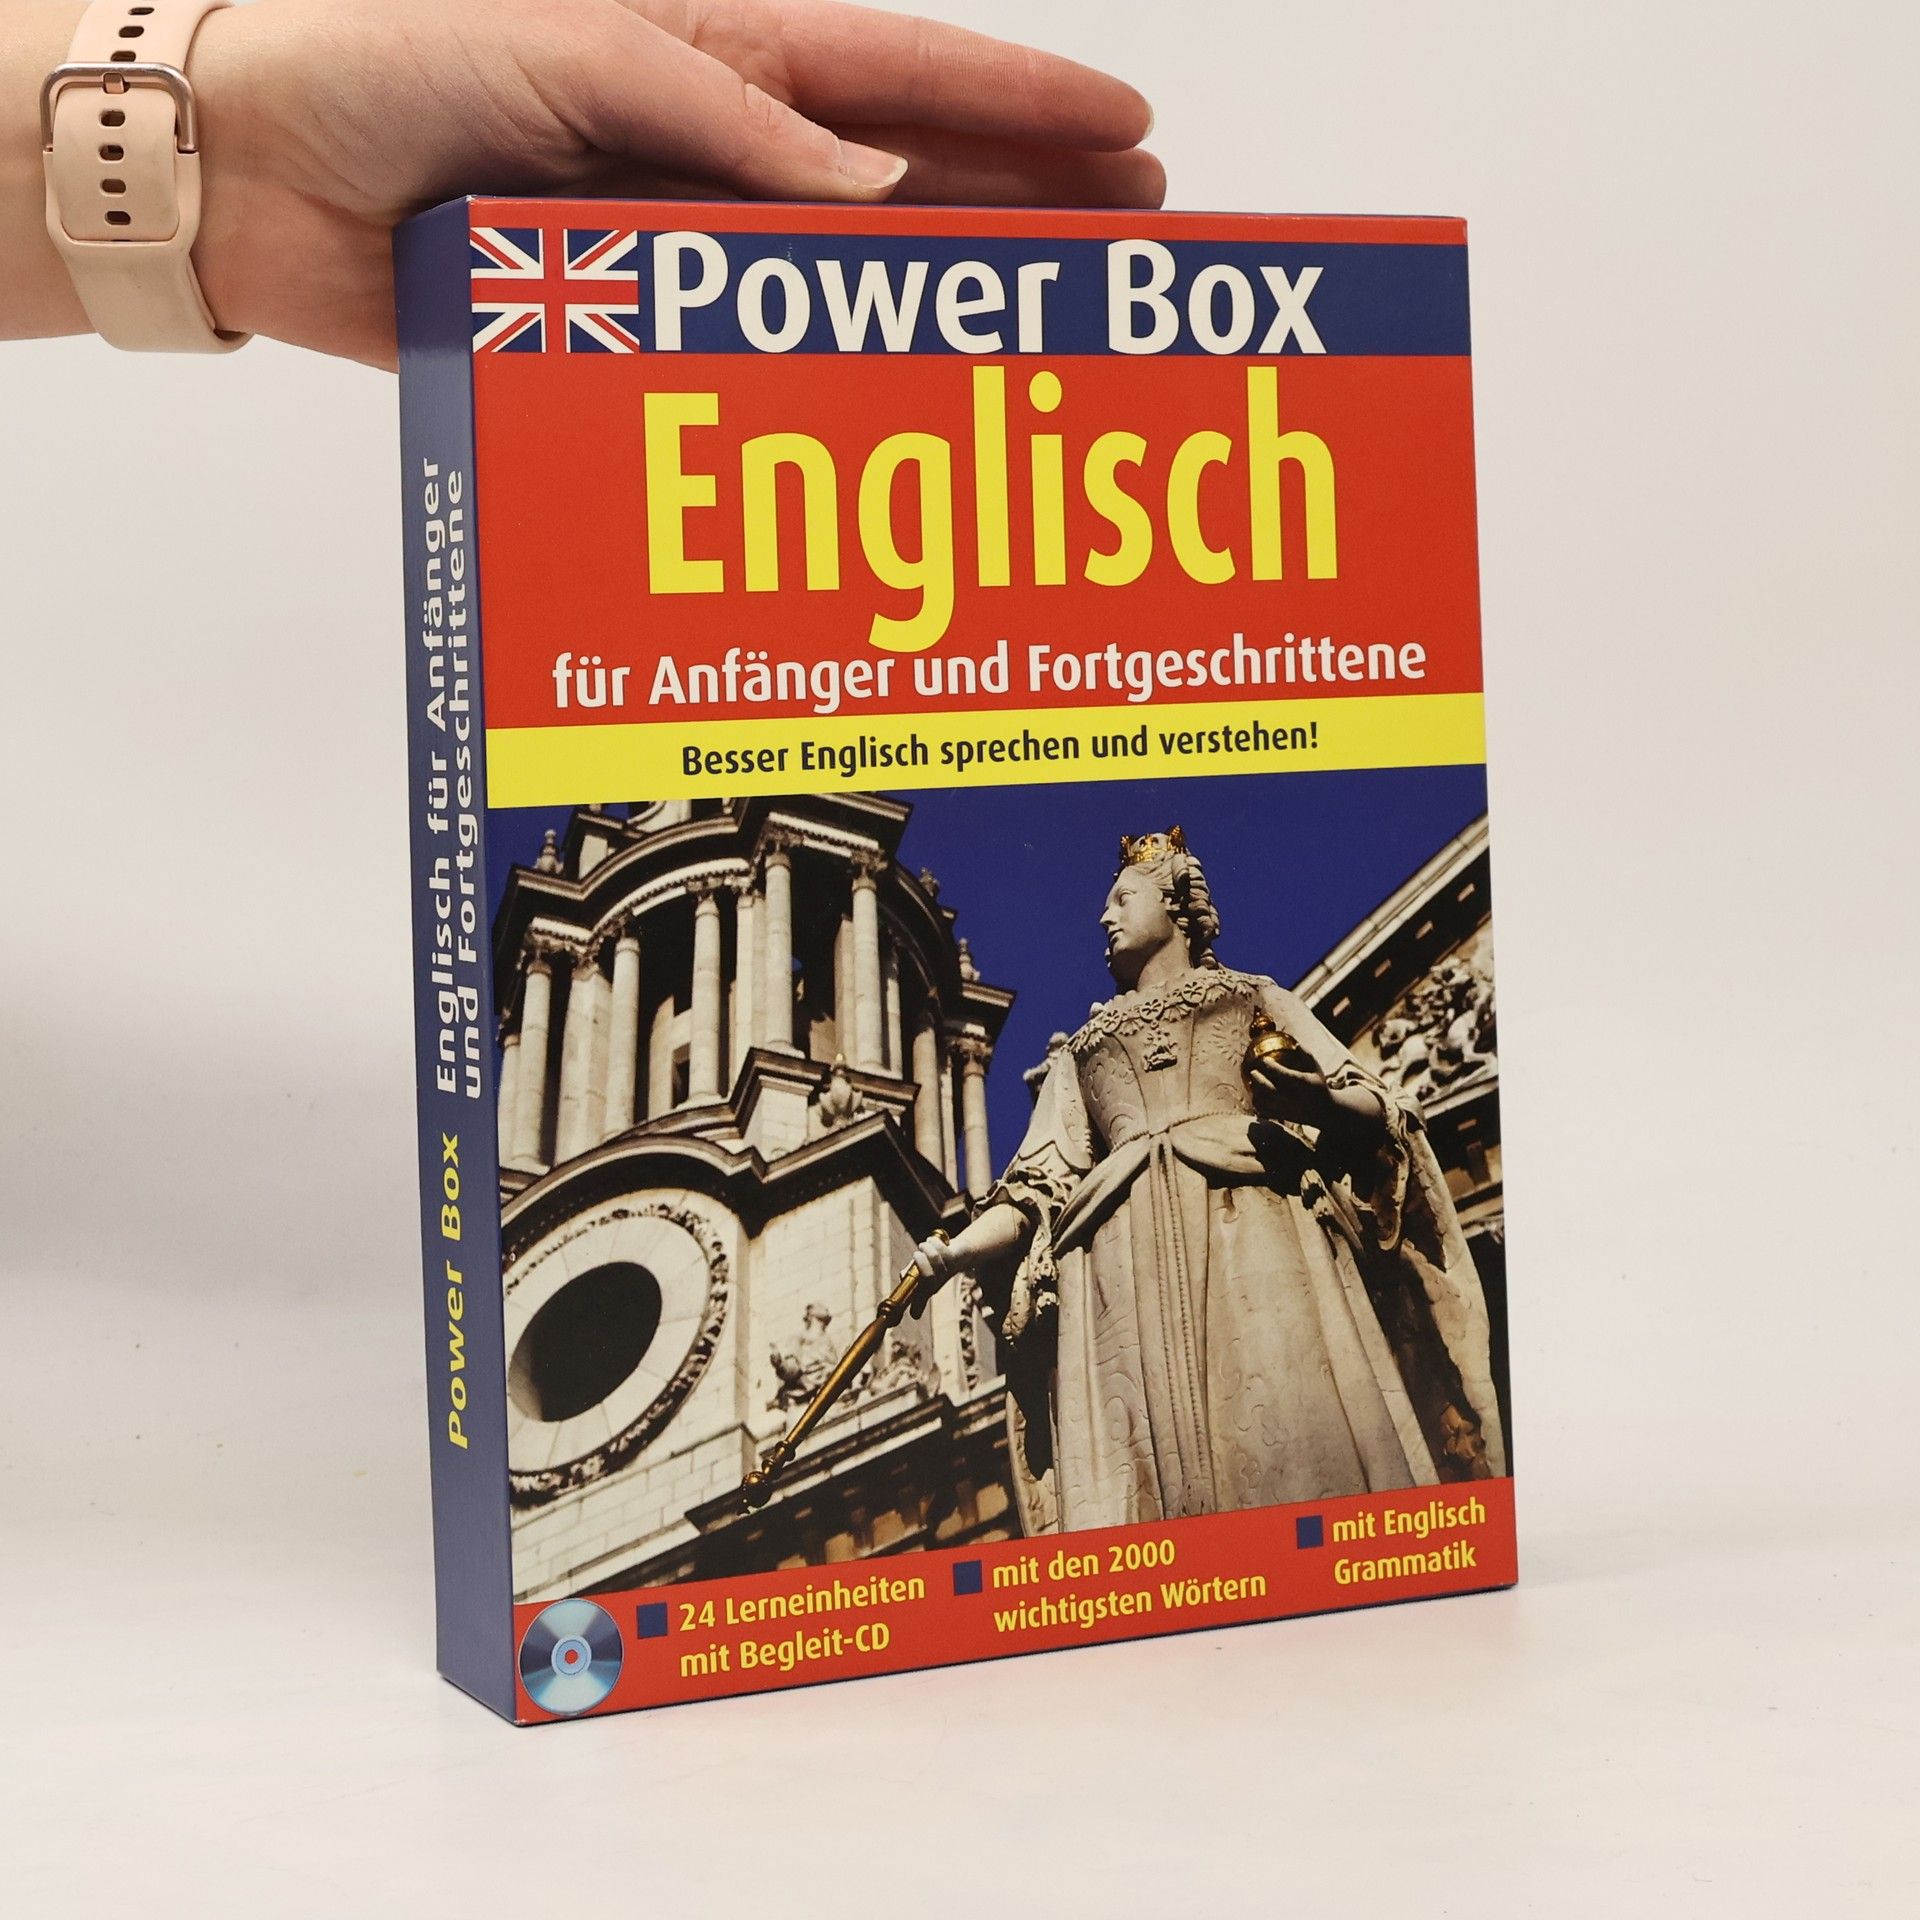 Power Box
Englisch
für Anfänger und Fortgeschrittene
Besser Englisch sprechen und verstehen!
24 Lerneinheiten
mit Begleit-CD
mit den 2000
wichtigsten Wörtern
mit Englisch
Grammatik
Power Box
Englisch für Anfänger
und Fortgeschrittene